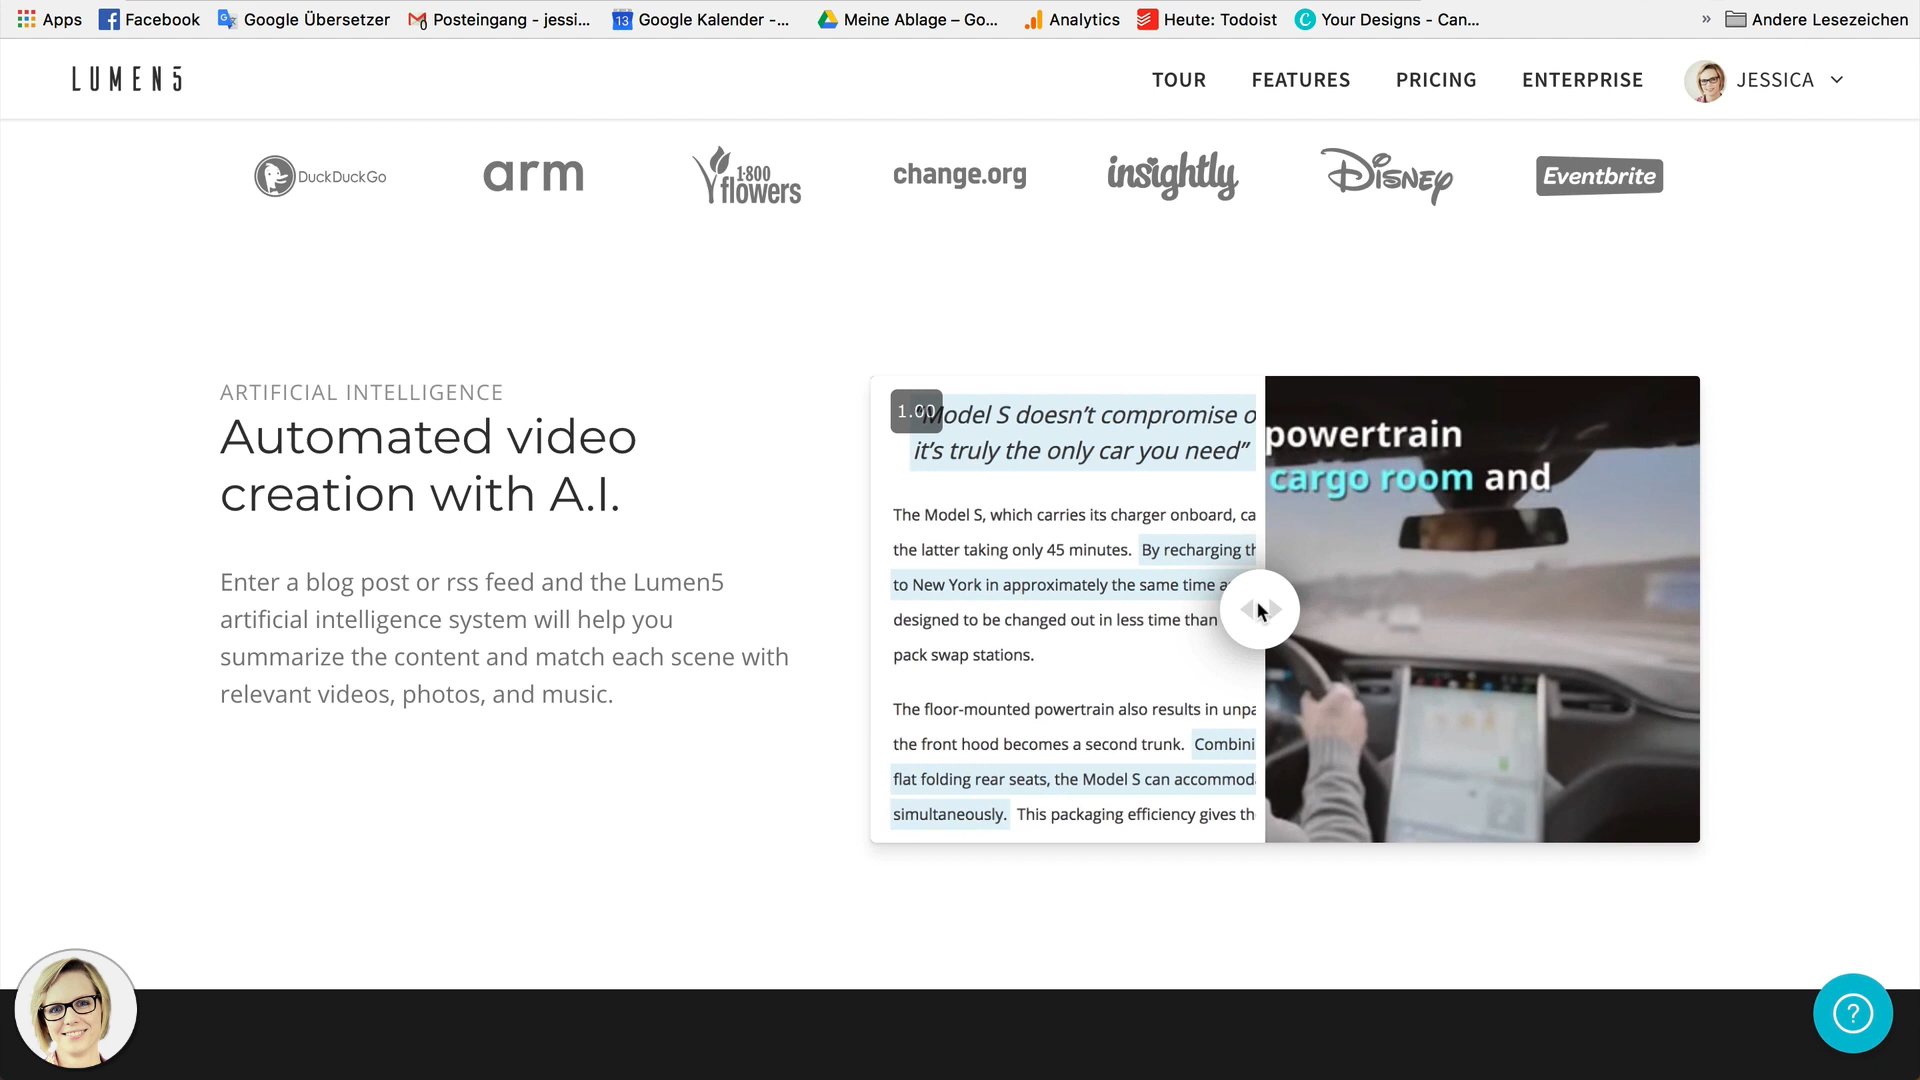 Apps Facebook Google Übersetzer Posteingang - jessi... 13 Google Kalender -... Meine Ablage – Go... Analytics Heute: Todoist C Your Designs - Can... » Andere Lesezeichen
LUMEN5 TOUR FEATURES PRICING ENTERPRISE JESSICA
DuckDuckGo arm 1·800 flowers change.org insightly Disney Eventbrite
ARTIFICIAL INTELLIGENCE
Automated video
creation with A.I.
Enter a blog post or rss feed and the Lumen5
artificial intelligence system will help you
summarize the content and match each scene with
relevant videos, photos, and music.
1.00
“Model S doesn’t compromise o
it’s truly the only car you need”
The Model S, which carries its charger onboard, ca
the latter taking only 45 minutes. By recharging th
to New York in approximately the same time a
designed to be changed out in less time than
pack swap stations.
The floor-mounted powertrain also results in unpa
the front hood becomes a second trunk. Combini
flat folding rear seats, the Model S can accommod
simultaneously. This packaging efficiency gives th
powertrain
cargo room and
?